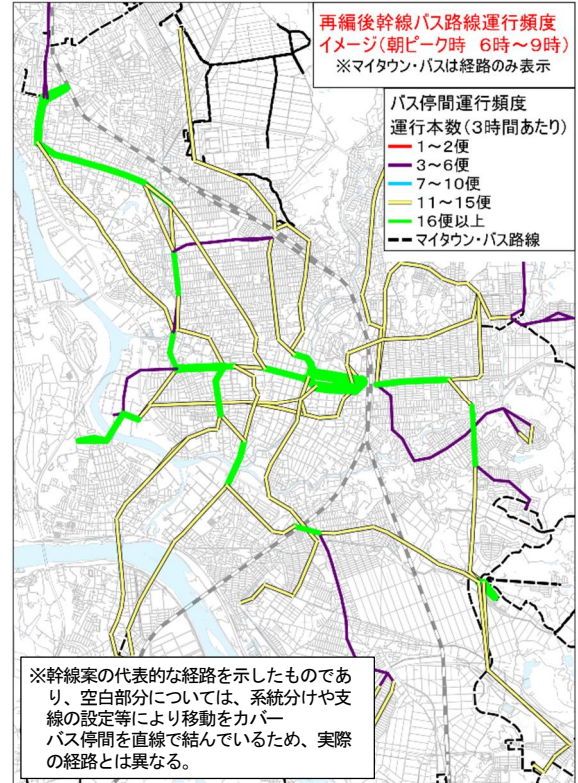 再編後幹線バス路線運行頻度
イメージ(朝ピーク時 6時～9時)
※マイタウン・バスは経路のみ表示
バス停間運行頻度
運行本数(3時間あたり)
1～2便
3～6便
7～10便
11～15便
16便以上
マイタウン・バス路線
※幹線案の代表的な経路を示したものであ
り、空白部分については、系統分けや支
線の設定等により移動をカバー
バス停間を直線で結んでいるため、実際
の経路とは異なる。